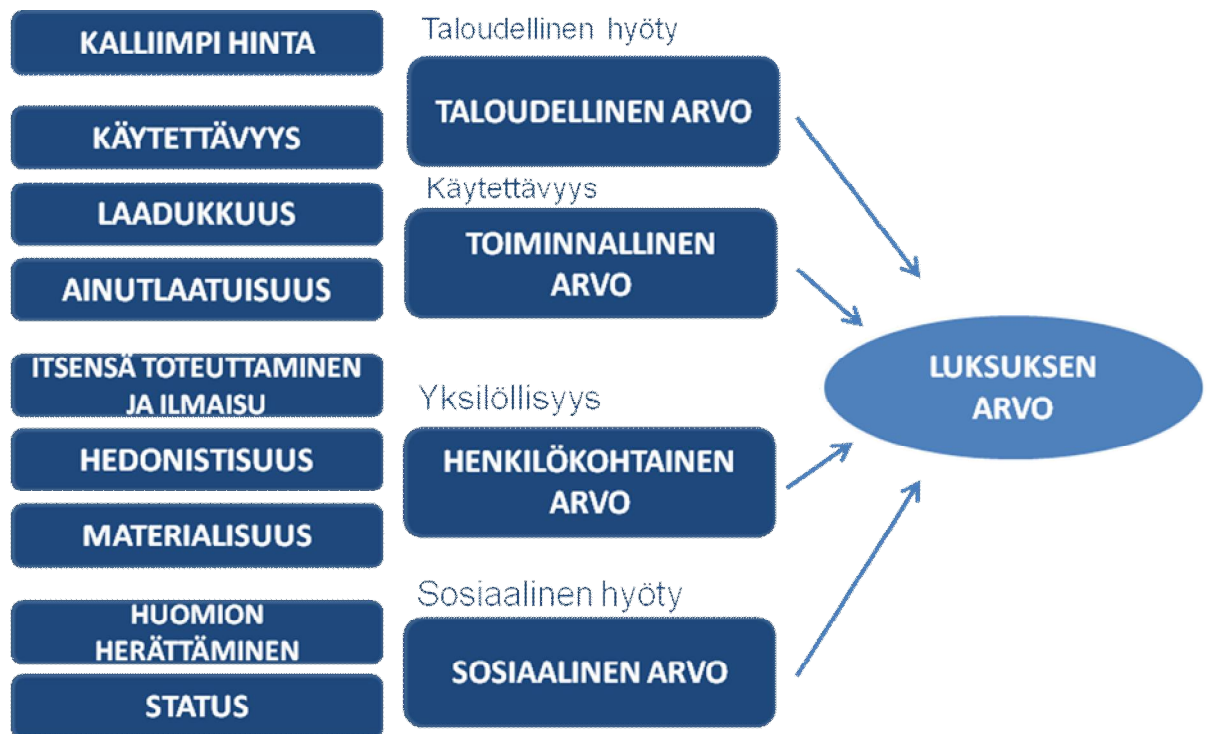 KALLIIMPI HINTA
KÄYTETTÄVYYS
LAADUKKUUS
AINUTLAATUISUUS
ITSENSÄ TOTEUTTAMINEN
JA ILMAISU
HEDONISTISUUS
MATERIALISUUS
HUOMION
HERÄTTÄMINEN
STATUS
Taloudellinen hyöty
TALOUDELLINEN ARVO
Käytettävyys
TOIMINNALLINEN
ARVO
Yksilöllisyys
HENKILÖKOHTAINEN
ARVO
Sosiaalinen hyöty
SOSIAALINEN ARVO
LUKSUKSEN
ARVO